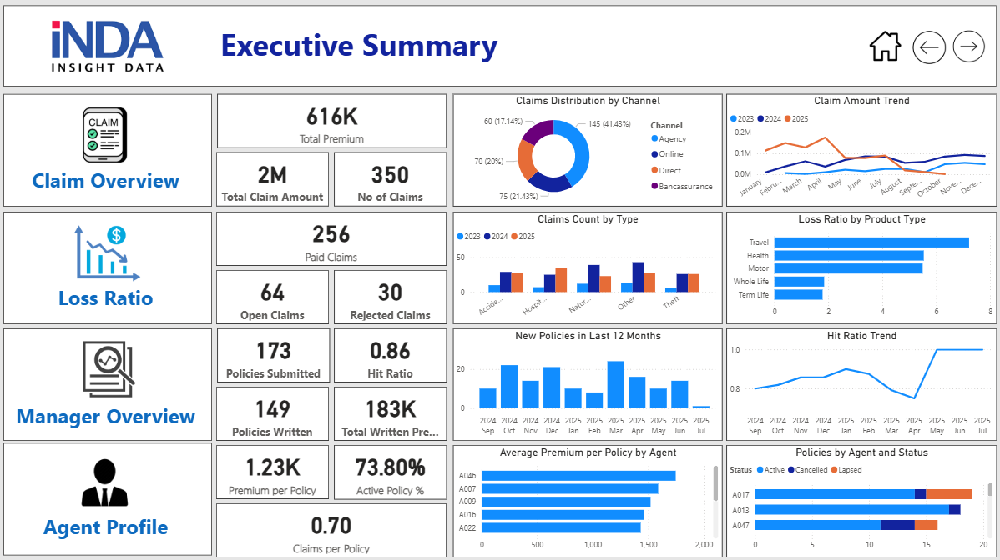 iNDA
INSIGHT DATA
Executive Summary
CLAIM
Claim Overview
616K
Total Premium
2M
Total Claim Amount
350
No of Claims
Claims Distribution by Channel
60 (17.14%)
145 (41.43%)
70 (20%)
75 (21.43%)
Channel
Agency
Online
Direct
Bancassurance
Claim Amount Trend
2023 2024 2025
0.2M
0.1M
0.0M
January Febru... March April May June July August Septe... October Nove... Dece...
$
Loss Ratio
256
Paid Claims
64
Open Claims
30
Rejected Claims
Claims Count by Type
2023 2024 2025
50
0
Accide... Hospit... Natur... Other Theft
Loss Ratio by Product Type
Travel
Health
Motor
Whole Life
Term Life
0 2 4 6 8
Manager Overview
173
Policies Submitted
0.86
Hit Ratio
149
Policies Written
183K
Total Written Pre...
New Policies in Last 12 Months
20
0
2024 2024 2024 2024 2025 2025 2025 2025 2025 2025 2025
Sep Oct Nov Dec Jan Feb Mar Apr May Jun Jul
Hit Ratio Trend
1.0
0.8
2024 2024 2024 2024 2025 2025 2025 2025 2025 2025 2025
Sep Oct Nov Dec Jan Feb Mar Apr May Jun Jul
Agent Profile
1.23K
Premium per Policy
73.80%
Active Policy %
0.70
Claims per Policy
Average Premium per Policy by Agent
A046
A007
A009
A016
A022
0 500 1,000 1,500 2,000
Policies by Agent and Status
Status Active Cancelled Lapsed
A017
A013
A047
0 5 10 15 20